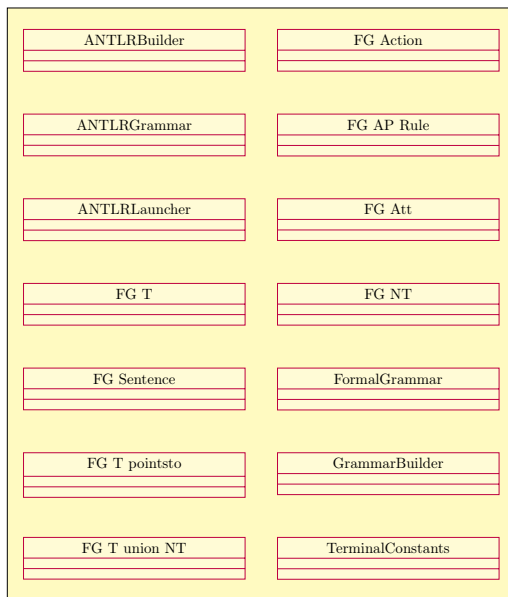 ANTLRBuilder
FG Action
ANTLRGrammar
FG AP Rule
ANTLRLauncher
FG Att
FG T
FG NT
FG Sentence
FormalGrammar
FG T pointsto
GrammarBuilder
FG T union NT
TerminalConstants